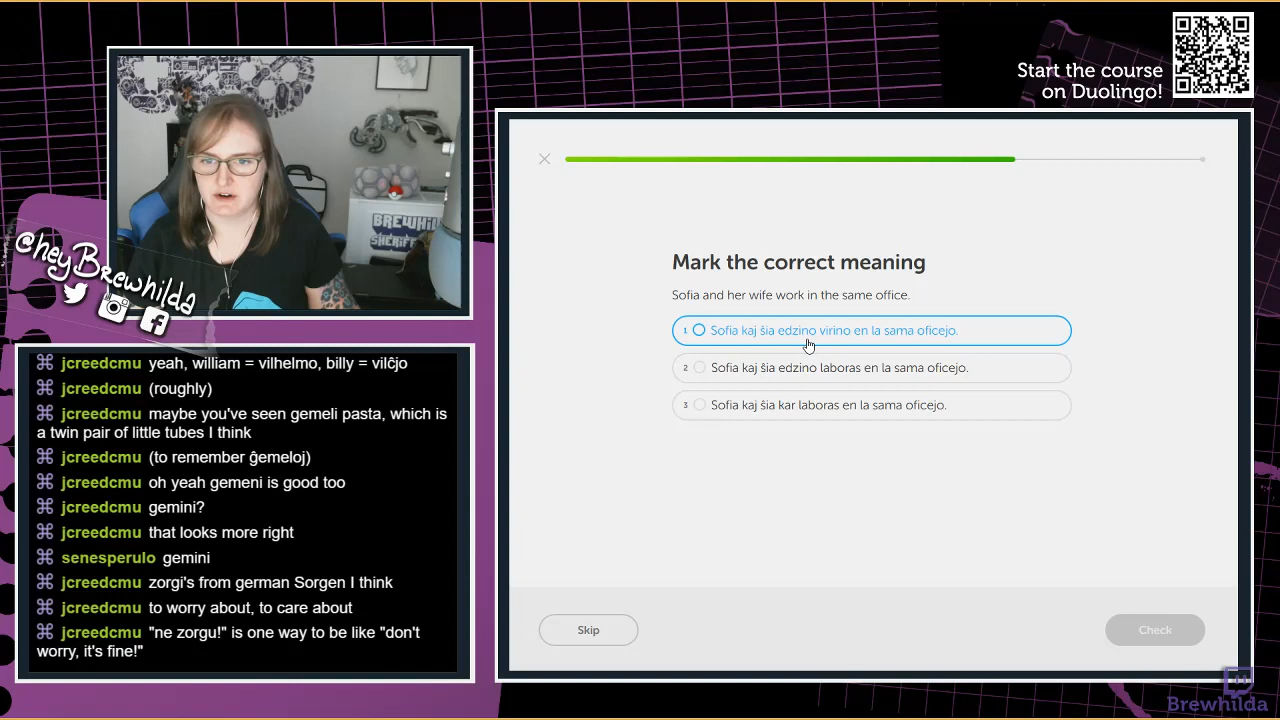 Start the course
on Duolingo!
BREWHIL
SHERIFF
@heyBrewhilda
jcreedcmu yeah, william = vilhelmo, billy = vilĉjo
jcreedcmu (roughly)
jcreedcmu maybe you've seen gemeli pasta, which is
a twin pair of little tubes I think
jcreedcmu (to remember ĝemeloj)
jcreedcmu oh yeah gemeni is good too
jcreedcmu gemini?
jcreedcmu that looks more right
senesperulo gemini
jcreedcmu zorgi's from german Sorgen I think
jcreedcmu to worry about, to care about
jcreedcmu "ne zorgu!" is one way to be like "don't
worry, it's fine!"
Mark the correct meaning
Sofia and her wife work in the same office.
1 Sofia kaj ŝia edzino virino en la sama oficejo.
2 Sofia kaj ŝia edzino laboras en la sama oficejo.
3 Sofia kaj ŝia kar laboras en la sama oficejo.
Skip
Check
Brewhilda